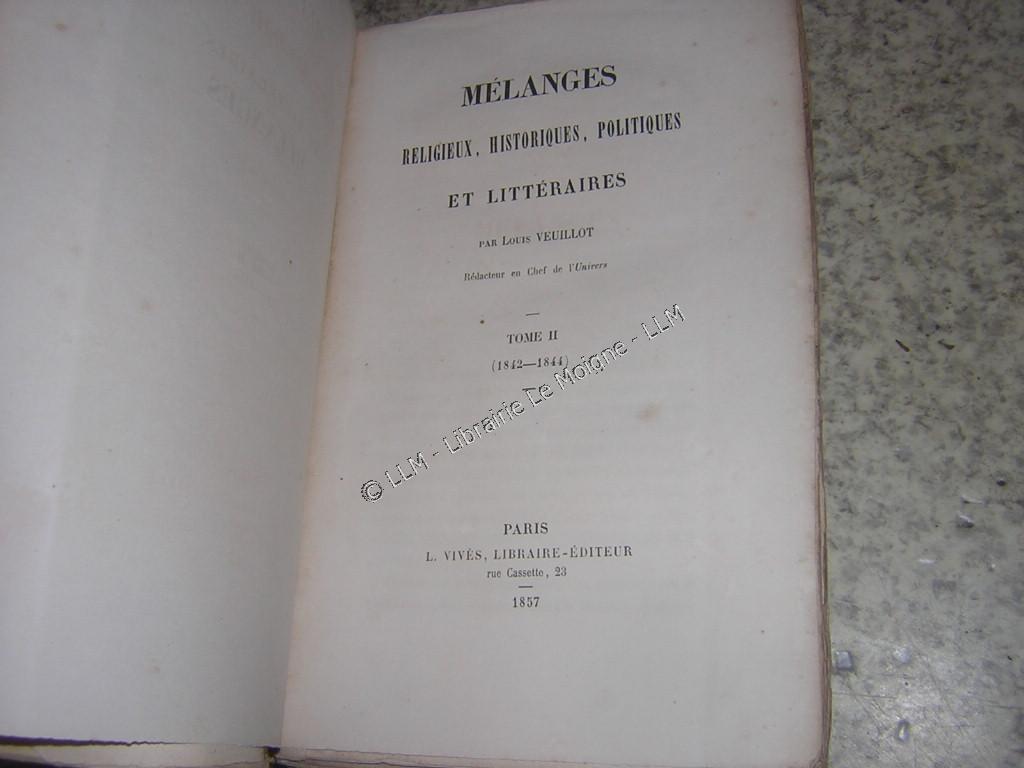 MÉLANGES
RELIGIEUX, HISTORIQUES, POLITIQUES
ET LITTÉRAIRES
PAR LOUIS VEUILLOT
Rédacteur en Chef de l'Univers
TOME II
(1842—1844)
© LLM - Librairie Le Moigne - LLM
PARIS
L. VIVÈS, LIBRAIRE-ÉDITEUR
rue Cassette, 23
1857